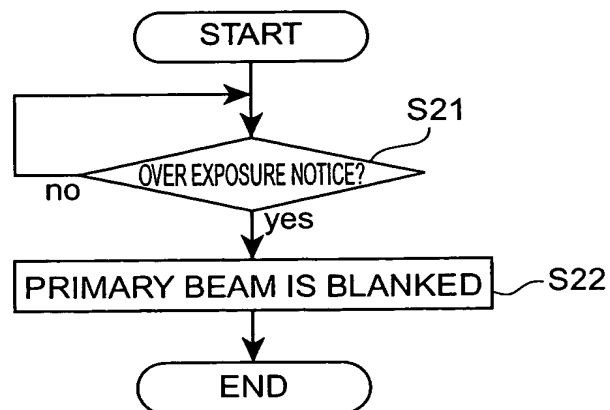 START
S21
OVER EXPOSURE NOTICE?
no
yes
PRIMARY BEAM IS BLANKED
S22
END